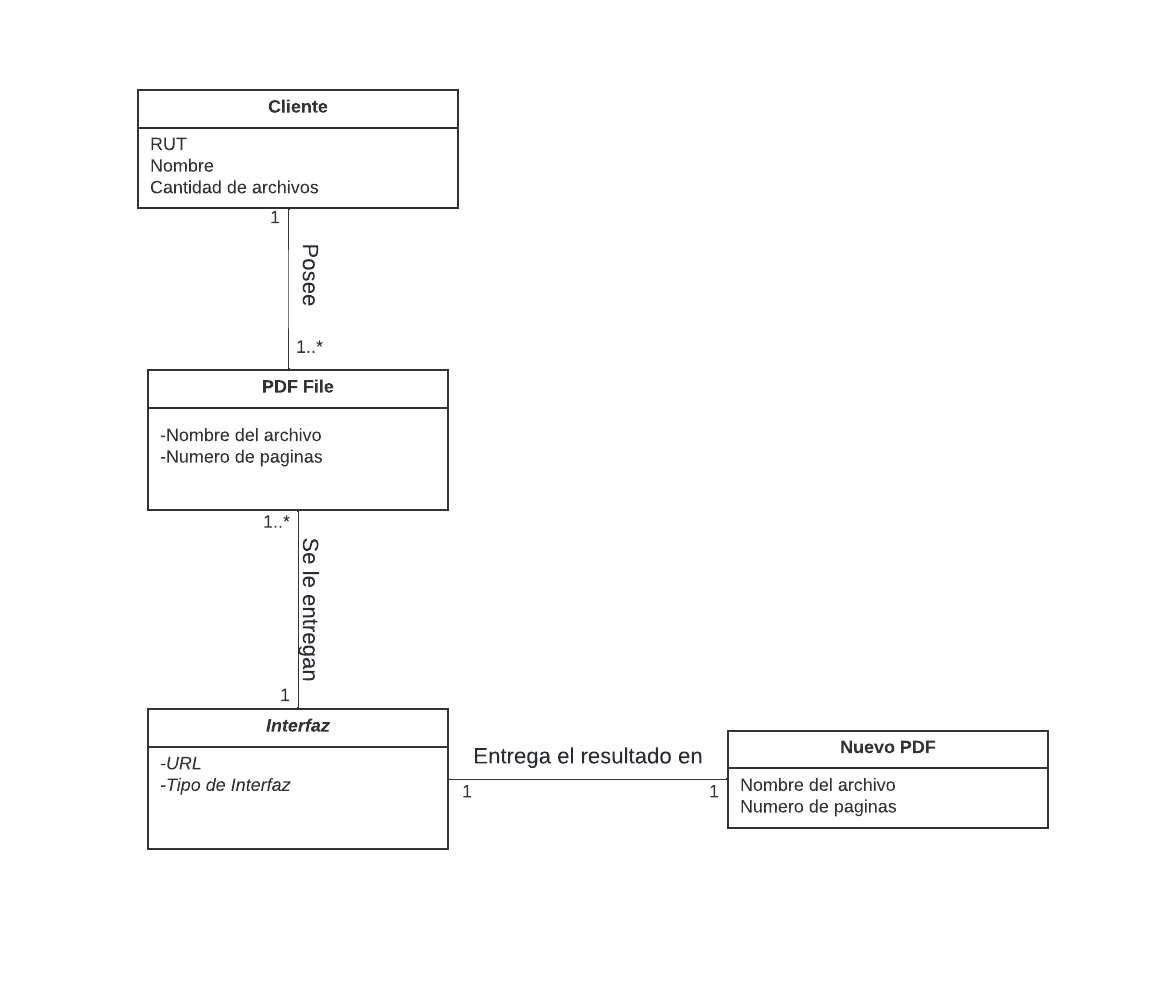 Cliente
RUT
Nombre
Cantidad de archivos
1
Posee
1..*
PDF File
-Nombre del archivo
-Numero de paginas
1..*
Se le entregan
1
Interfaz
-URL
-Tipo de Interfaz
Entrega el resultado en
1
1
Nuevo PDF
Nombre del archivo
Numero de paginas